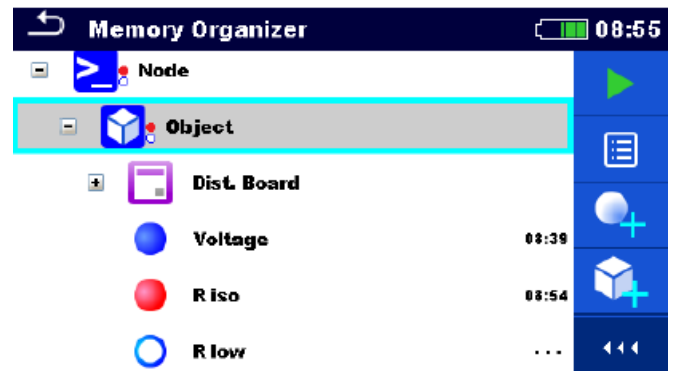 Memory Organizer 08:55
Node
Object
Dist. Board
Voltage 08:39
R iso 08:54
R low ...